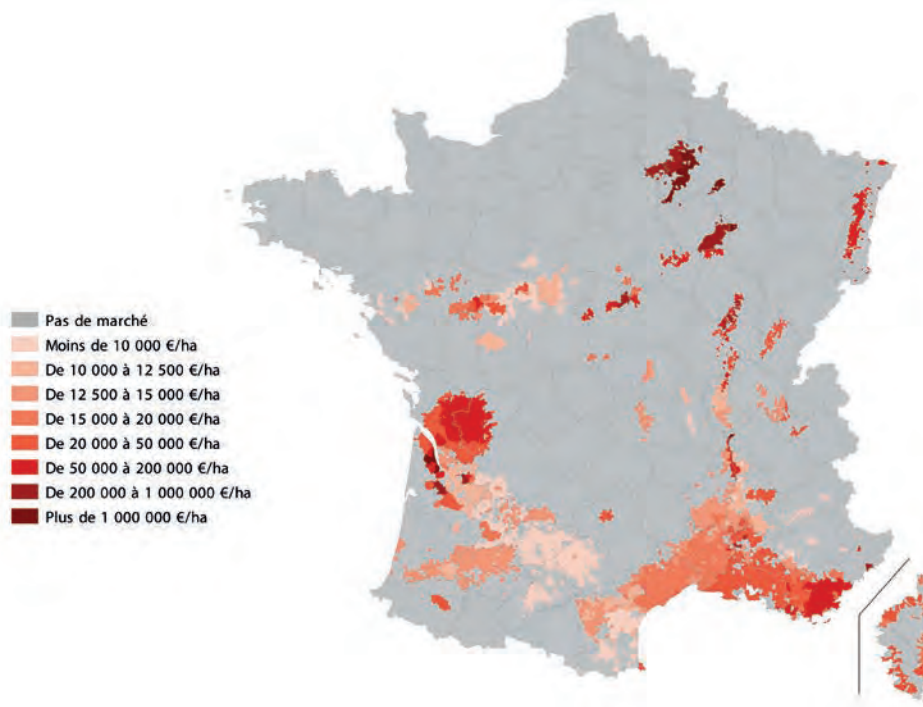 Pas de marché
Moins de 10 000 €/ha
De 10 000 à 12 500 €/ha
De 12 500 à 15 000 €/ha
De 15 000 à 20 000 €/ha
De 20 000 à 50 000 €/ha
De 50 000 à 200 000 €/ha
De 200 000 à 1 000 000 €/ha
Plus de 1 000 000 €/ha